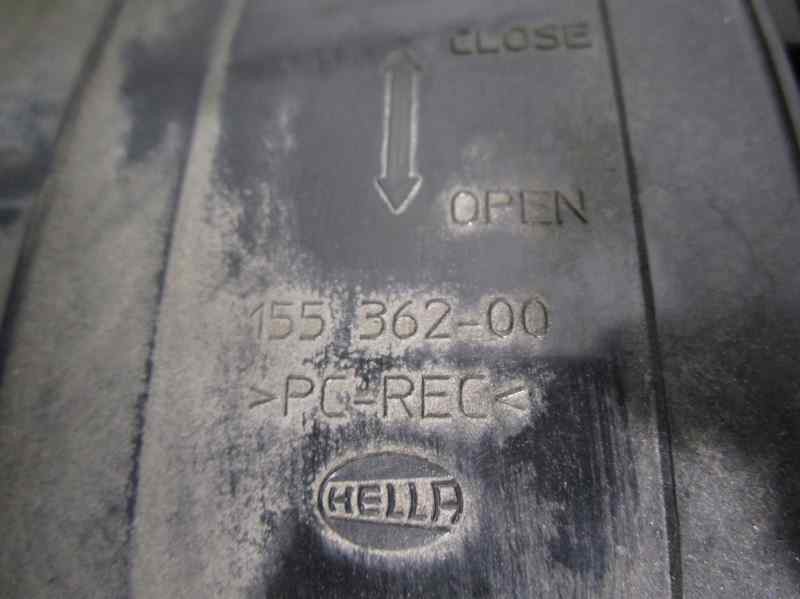 CLOSE
OPEN
155 362-00
>PC-REC<
HELLA